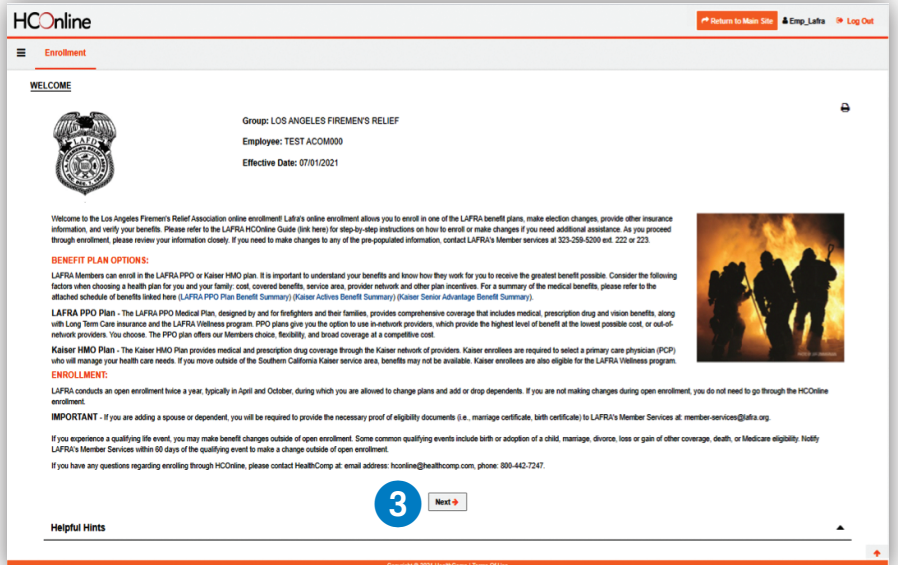 HCOnline
Return to Main Site Emp_Lafra Log Out
Enrollment
WELCOME
LAFD
Group: LOS ANGELES FIREMEN'S RELIEF
Employee: TEST ACOM000
Effective Date: 07/01/2021
Welcome to the Los Angeles Firemen's Relief Association online enrollment! Lafra's online enrollment allows you to enroll in one of the LAFRA benefit plans, make election changes, provide other insurance
information, and verify your benefits. Please refer to the LAFRA HCOnline Guide (link here) for step-by-step instructions on how to enroll or make changes if you need additional assistance. As you proceed
through enrollment, please review your information closely. If you need to make changes to any of the pre-populated information, contact LAFRA's Member services at 323-259-5200 ext. 222 or 223.
BENEFIT PLAN OPTIONS:
LAFRA Members can enroll in the LAFRA PPO or Kaiser HMO plan. It is important to understand your benefits and know how they work for you to receive the greatest benefit possible. Consider the following
factors when choosing a health plan for you and your family: cost, covered benefits, service area, provider network and other plan incentives. For a summary of the medical benefits, please refer to the
attached schedule of benefits linked here (LAFRA PPO Plan Benefit Summary) (Kaiser Actives Benefit Summary) (Kaiser Senior Advantage Benefit Summary).
LAFRA PPO Plan - The LAFRA PPO Medical Plan, designed by and for firefighters and their families, provides comprehensive coverage that includes medical, prescription drug and vision benefits, along
with Long Term Care insurance and the LAFRA Wellness program. PPO plans give you the option to use in-network providers, which provide the highest level of benefit at the lowest possible cost, or out-of-
network providers. You choose. The PPO plan offers our Members choice, flexibility, and broad coverage at a competitive cost.
Kaiser HMO Plan - The Kaiser HMO Plan provides medical and prescription drug coverage through the Kaiser network of providers. Kaiser enrollees are required to select a primary care physician (PCP)
who will manage your health care needs. If you move outside of the Southern California Kaiser service area, benefits may not be available. Kaiser enrollees are also eligible for the LAFRA Wellness program.
ENROLLMENT:
LAFRA conducts an open enrollment twice a year, typically in April and October, during which you are allowed to change plans and add or drop dependents. If you are not making changes during open enrollment, you do not need to go through the HCOnline
enrollment.
IMPORTANT - If you are adding a spouse or dependent, you will be required to provide the necessary proof of eligibility documents (i.e., marriage certificate, birth certificate) to LAFRA's Member Services at: member-services@lafra.org.
If you experience a qualifying life event, you may make benefit changes outside of open enrollment. Some common qualifying events include birth or adoption of a child, marriage, divorce, loss or gain of other coverage, death, or Medicare eligibility. Notify
LAFRA's Member Services within 60 days of the qualifying event to make a change outside of open enrollment.
If you have any questions regarding enrolling through HCOnline, please contact HealthComp at: email address: hconline@healthcomp.com, phone: 800-442-7247.
3 Next
Helpful Hints